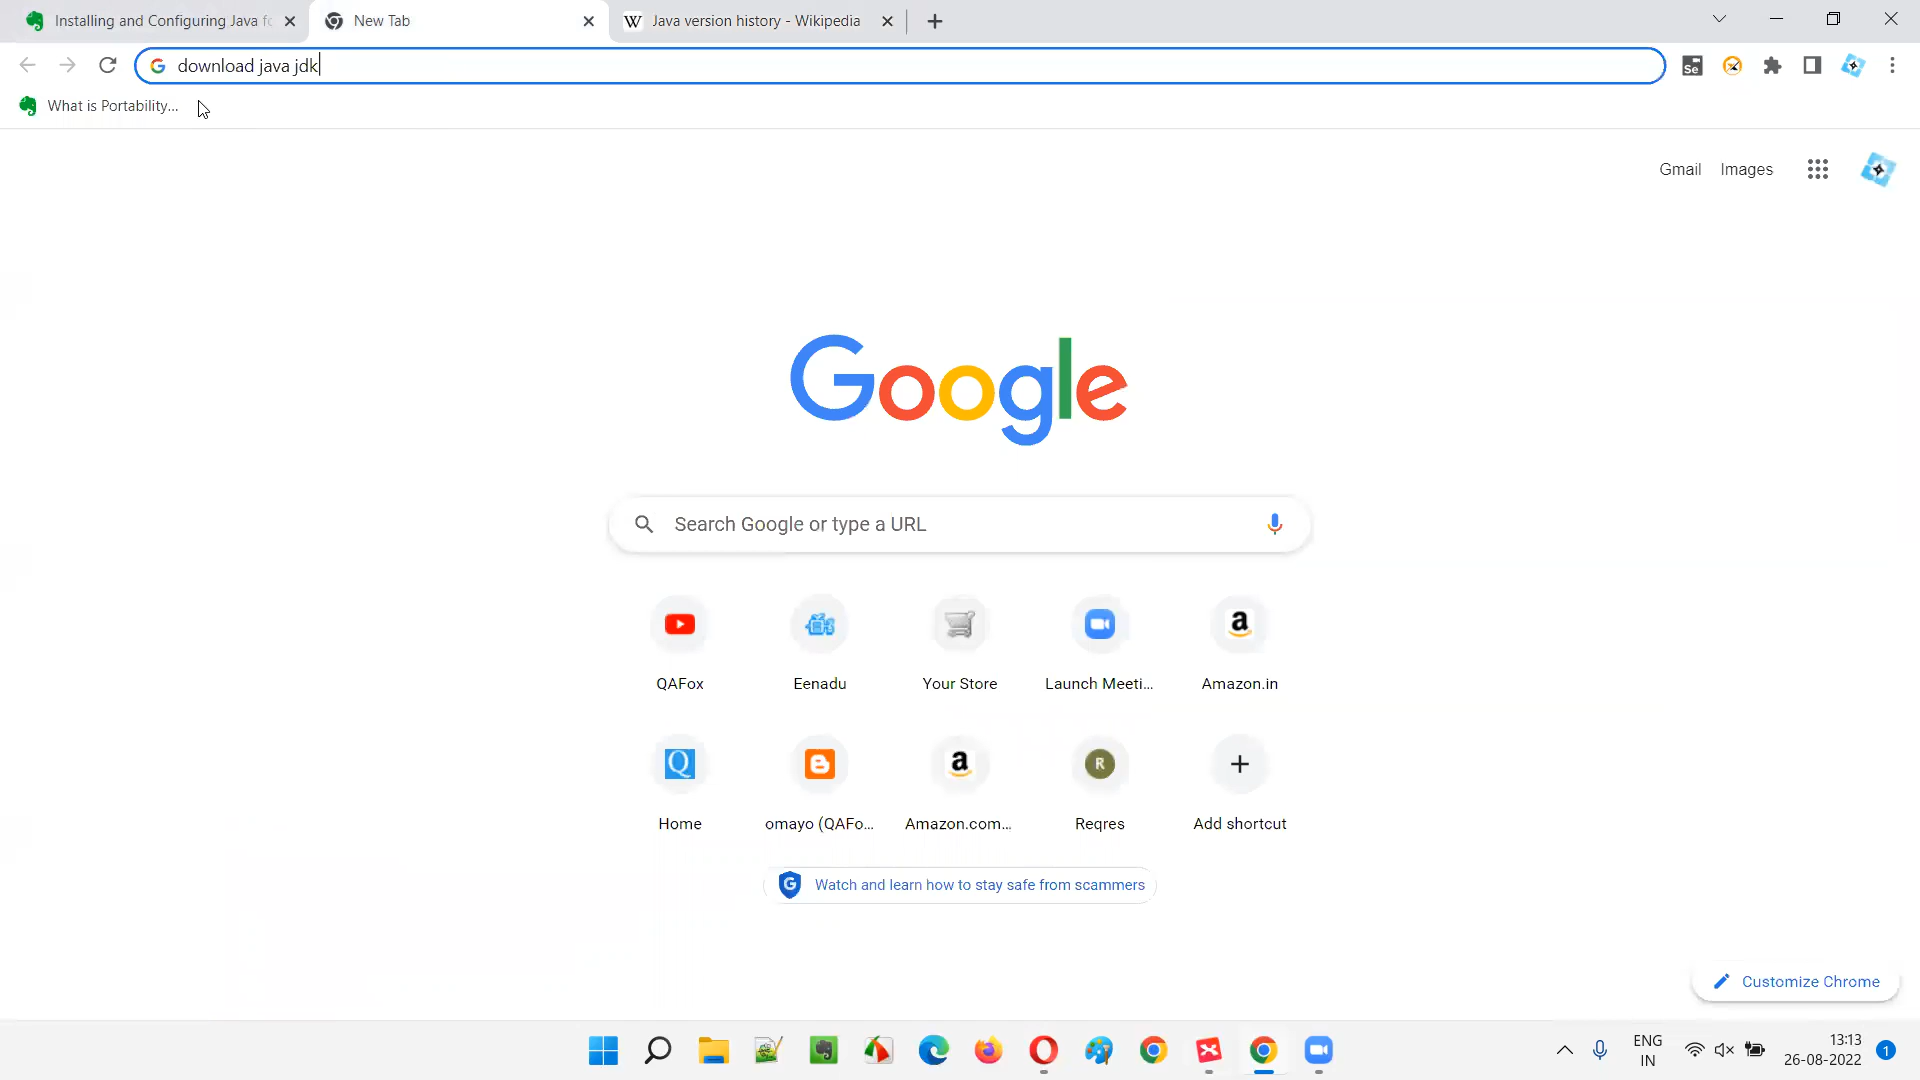 Installing and Configuring Java fo
New Tab
W Java version history - Wikipedia
download java jdk
Se
What is Portability...
Gmail Images
Google
Search Google or type a URL
QAFox Eenadu Your Store Launch Meeti... Amazon.in
Home omayo (QAFo... Amazon.com... Reqres Add shortcut
Watch and learn how to stay safe from scammers
Customize Chrome
ENG
IN
13:13
26-08-2022
1